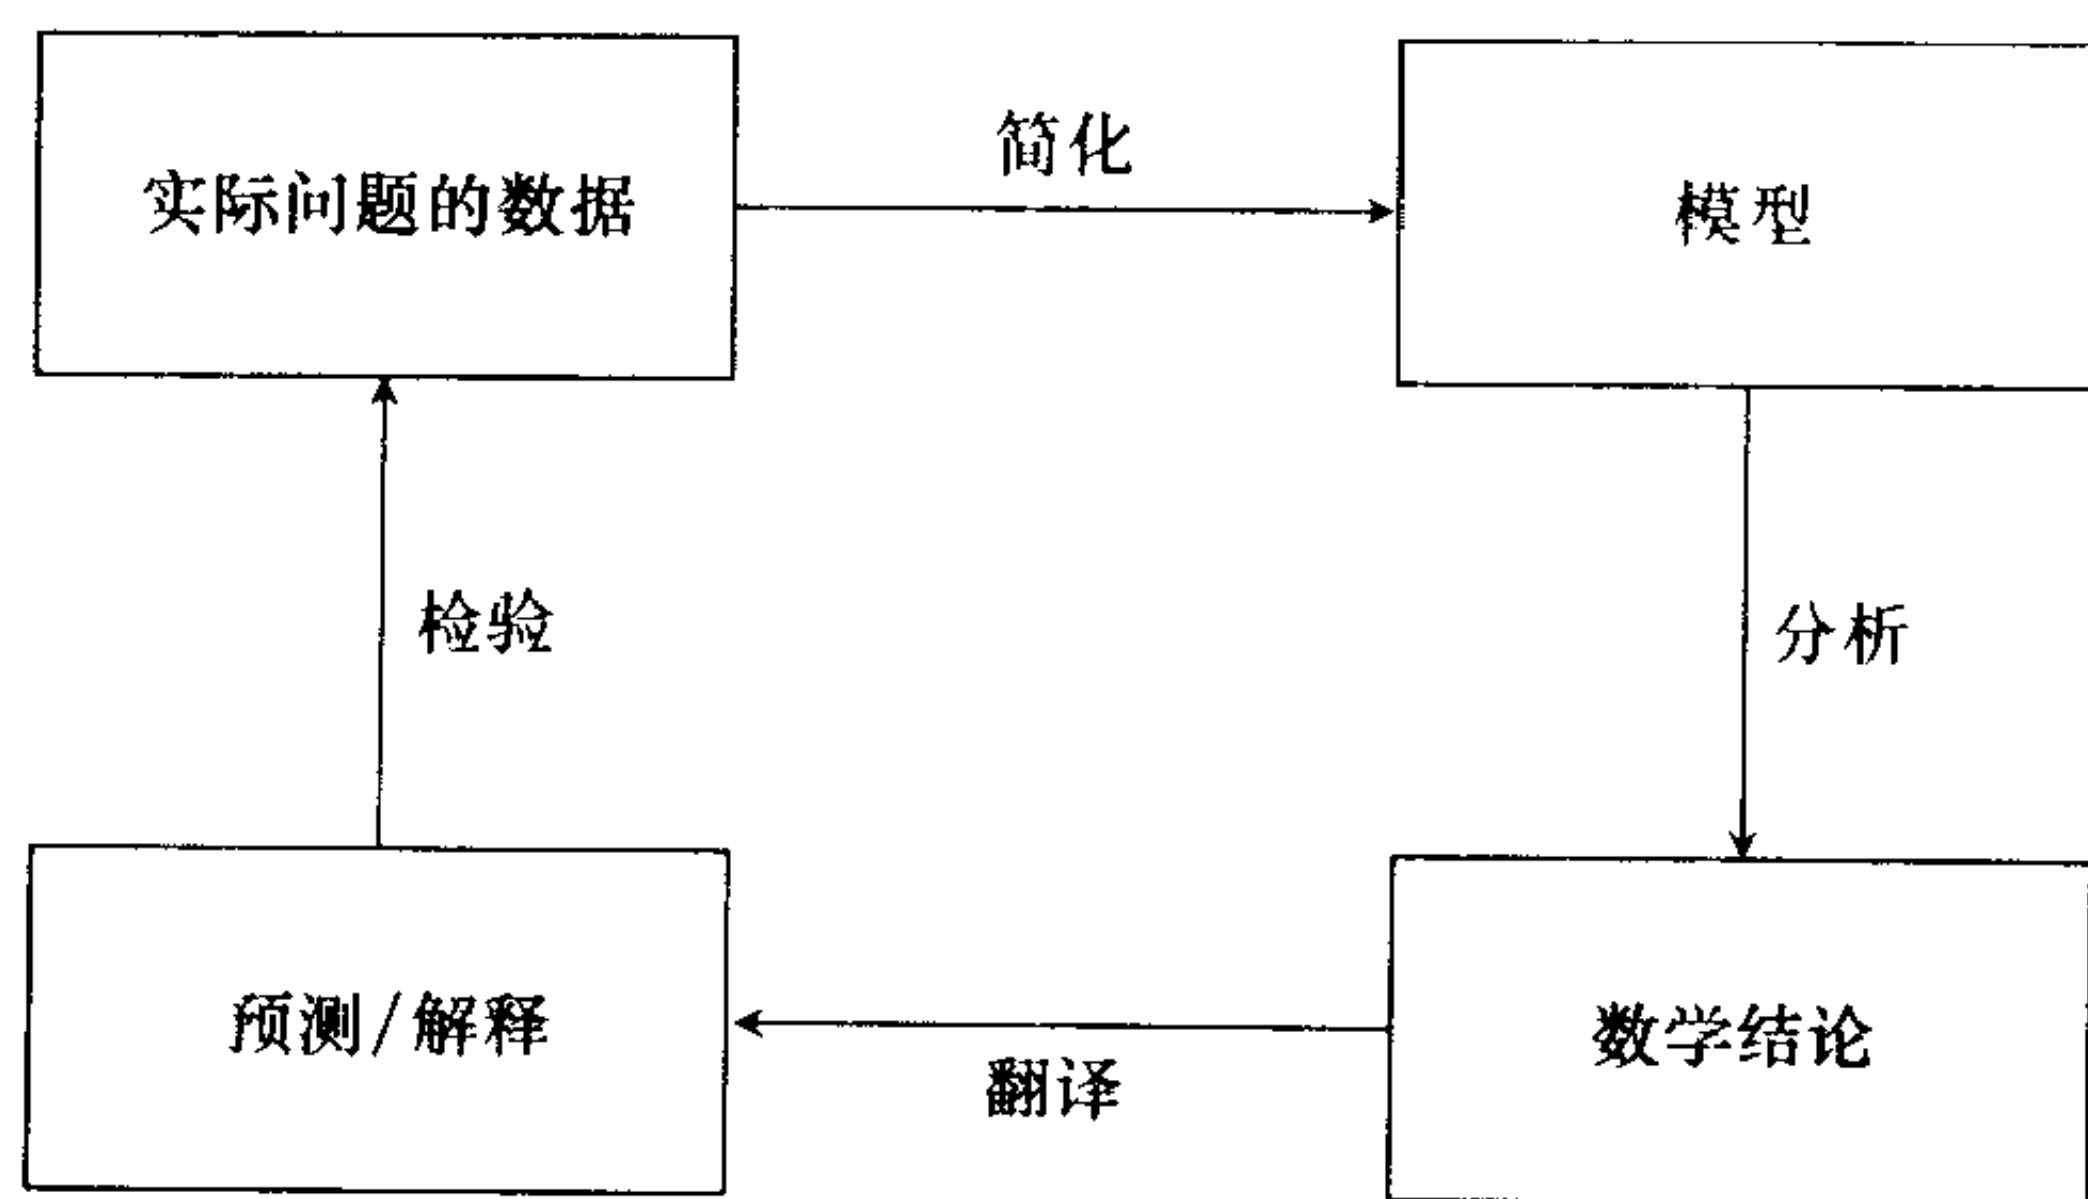 简化
实际问题的数据
模型
检验
分析
预测/解释
数学结论
翻译